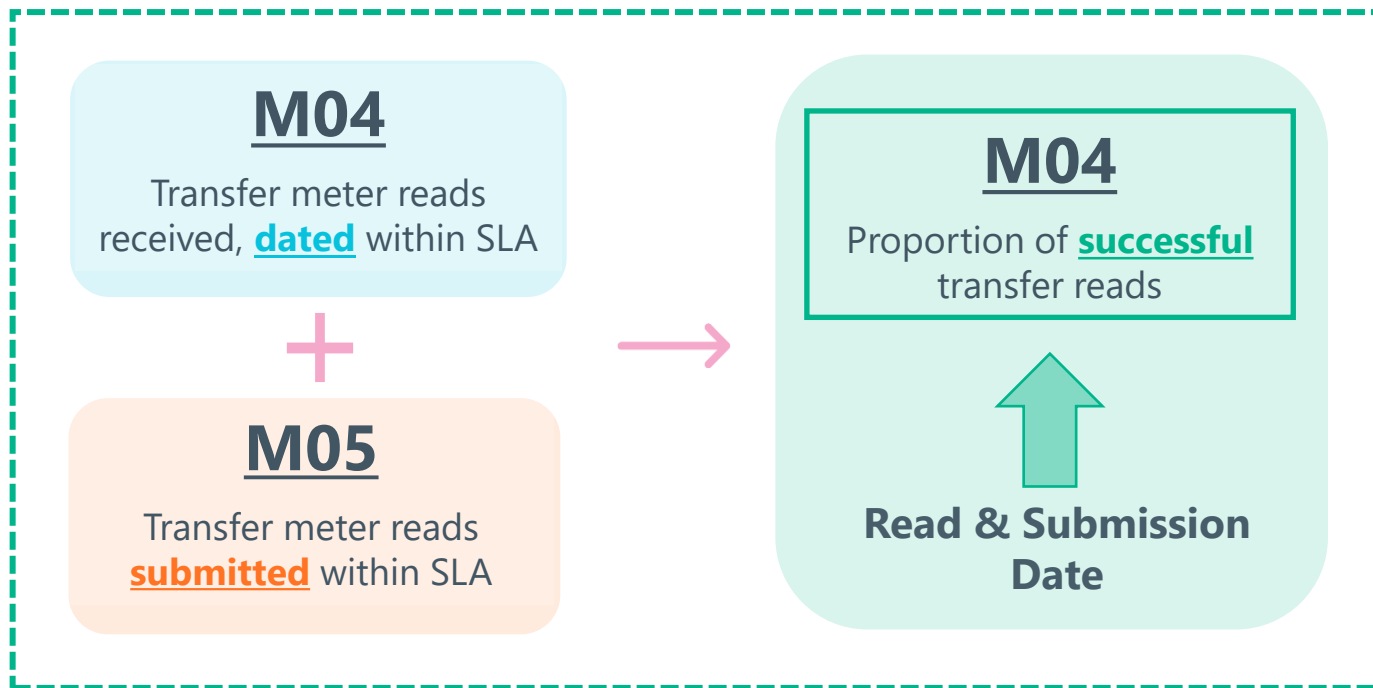 M04
Transfer meter reads
received, dated within SLA
M05
Transfer meter reads
submitted within SLA
M04
Proportion of successful
transfer reads
Read & Submission
Date